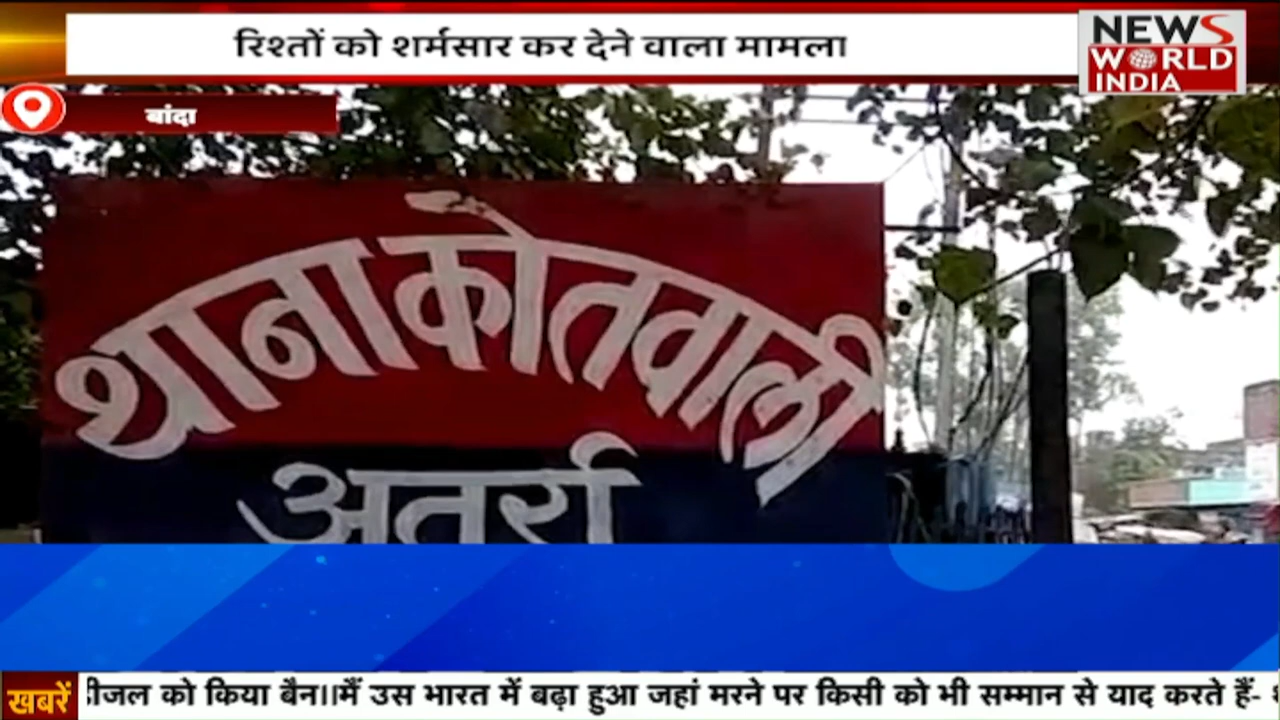 रिश्तों को शर्मसार कर देने वाला मामला
NEWS
WORLD
INDIA
बांदा
थाना कोतवाली
अतर्रा
खबरें
डीजल को किया बैन।।मैं उस भारत में बढ़ा हुआ जहां मरने पर किसी को भी सम्मान से याद करते हैं-